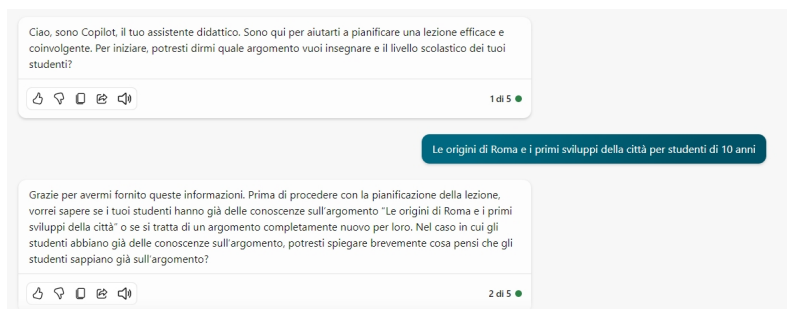 Ciao, sono Copilot, il tuo assistente didattico. Sono qui per aiutarti a pianificare una lezione efficace e
coinvolgente. Per iniziare, potresti dirmi quale argomento vuoi insegnare e il livello scolastico dei tuoi
studenti?
1 di 5
Le origini di Roma e i primi sviluppi della città per studenti di 10 anni
Grazie per avermi fornito queste informazioni. Prima di procedere con la pianificazione della lezione,
vorrei sapere se i tuoi studenti hanno già delle conoscenze sull'argomento "Le origini di Roma e i primi
sviluppi della città" o se si tratta di un argomento completamente nuovo per loro. Nel caso in cui gli
studenti abbiano già delle conoscenze sull'argomento, potresti spiegare brevemente cosa pensi che gli
studenti sappiano già sull'argomento?
2 di 5